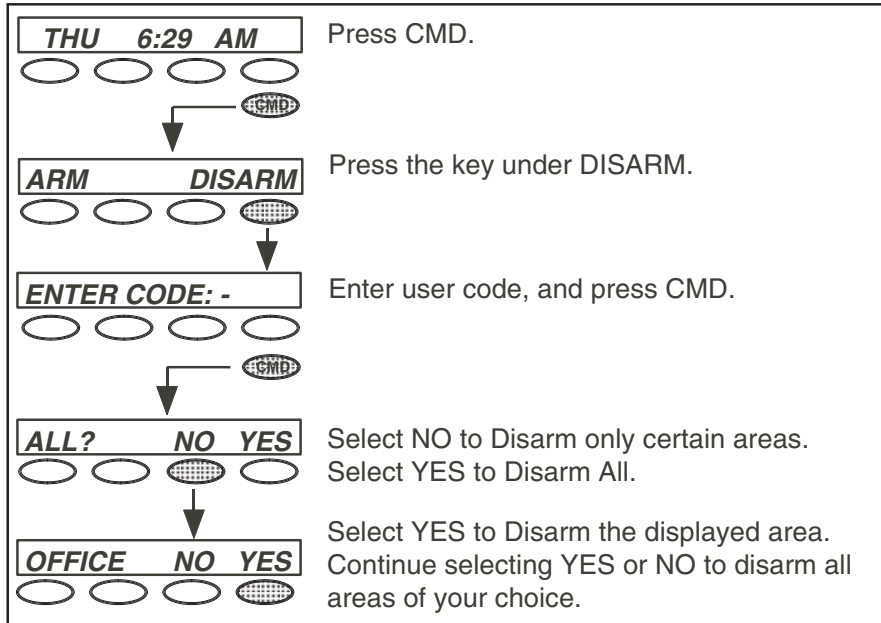 THU 6:29 AM
Press CMD.
CMD
ARM DISARM
Press the key under DISARM.
ENTER CODE: -
Enter user code, and press CMD.
CMD
ALL? NO YES
Select NO to Disarm only certain areas.
Select YES to Disarm All.
OFFICE NO YES
Select YES to Disarm the displayed area.
Continue selecting YES or NO to disarm all
areas of your choice.